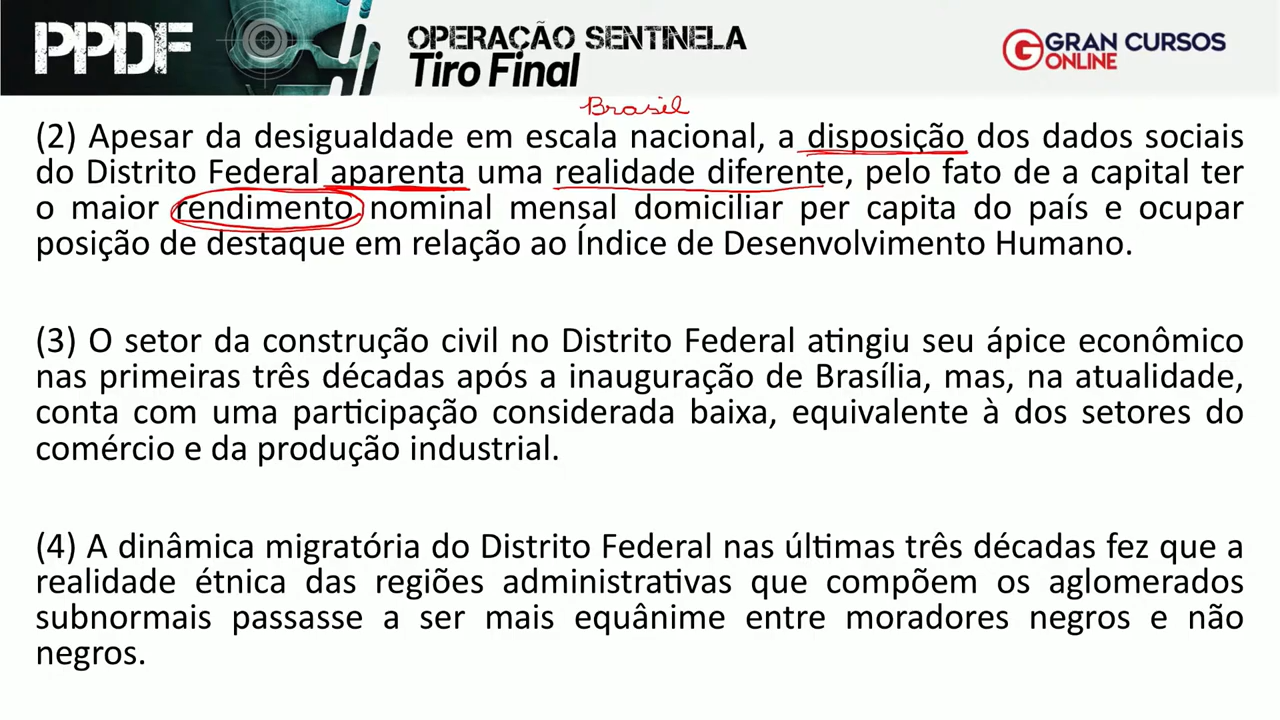 PPDF
OPERAÇÃO SENTINELA
Tiro Final
GRAN CURSOS
ONLINE
Brasil
(2) Apesar da desigualdade em escala nacional, a disposição dos dados sociais
do Distrito Federal aparenta uma realidade diferente, pelo fato de a capital ter
o maior rendimento nominal mensal domiciliar per capita do país e ocupar
posição de destaque em relação ao Índice de Desenvolvimento Humano.
(3) O setor da construção civil no Distrito Federal atingiu seu ápice econômico
nas primeiras três décadas após a inauguração de Brasília, mas, na atualidade,
conta com uma participação considerada baixa, equivalente à dos setores do
comércio e da produção industrial.
(4) A dinâmica migratória do Distrito Federal nas últimas três décadas fez que a
realidade étnica das regiões administrativas que compõem os aglomerados
subnormais passasse a ser mais equânime entre moradores negros e não
negros.